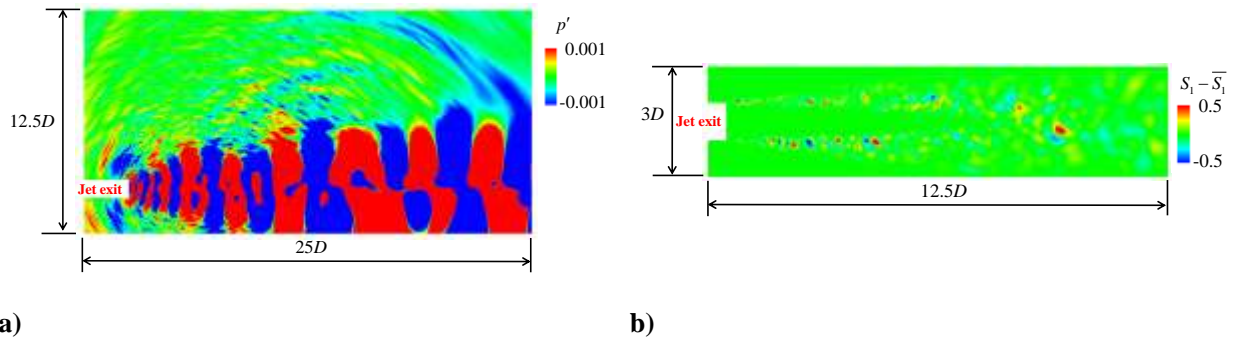 p′
0.001
-0.001
12.5D
Jet exit
25D
a)
S₁ − S̅₁
0.5
-0.5
3D
Jet exit
12.5D
b)